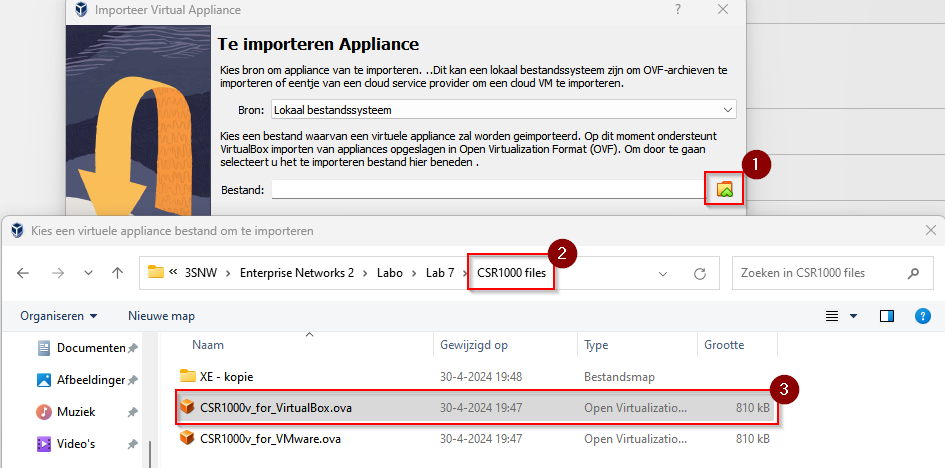 Importeer Virtual Appliance
Te importeren Appliance
Kies bron om appliance van te importeren. ..Dit kan een lokaal bestandssysteem zijn om OVF-archieven te
importeren of eentje van een cloud service provider om een cloud VM te importeren.
Bron: Lokaal bestandssysteem
Kies een bestand waarvan een virtuele appliance zal worden geimporteerd. Op dit moment ondersteunt
VirtualBox importen van appliances opgeslagen in Open Virtualization Format (OVF). Om door te gaan
selecteert u het te importeren bestand hier beneden .
1
Bestand:
Kies een virtuele appliance bestand om te importeren
2
« 3SNW > Enterprise Networks 2 > Labo > Lab 7 > CSR1000 files
Zoeken in CSR1000 files
Organiseren Nieuwe map
Naam Gewijzigd op Type Grootte
Documenten
XE - kopie 30-4-2024 19:48 Bestandsmap
Afbeeldinger
3
CSR1000v_for_VirtualBox.ova 30-4-2024 19:47 Open Virtualizatio... 810 kB
Muziek
CSR1000v_for_VMware.ova 30-4-2024 19:47 Open Virtualizatio... 810 kB
Video's